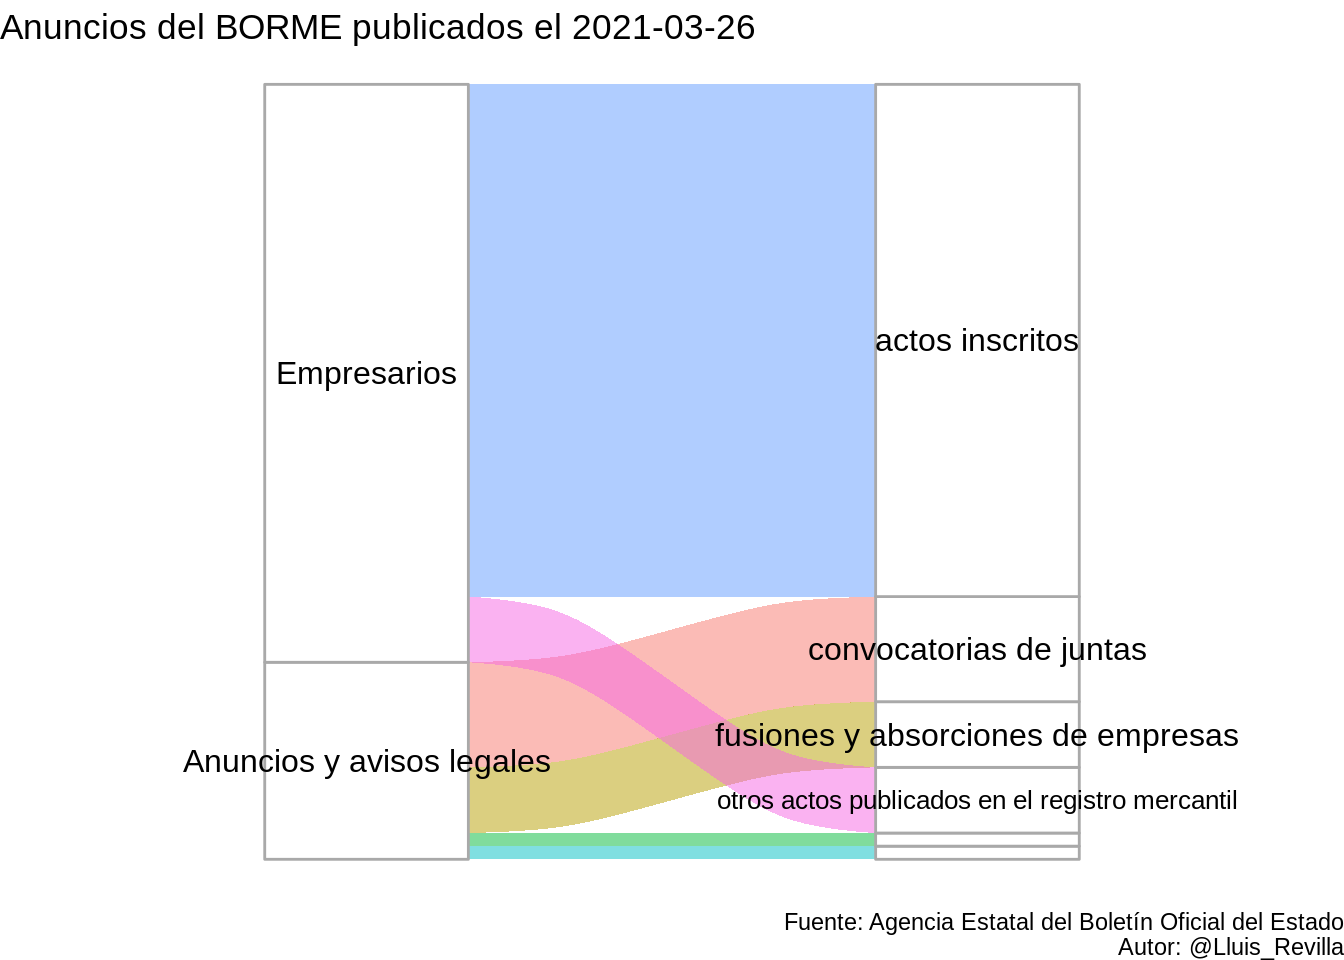 Anuncios del BORME publicados el 2021-03-26
actos inscritos
Empresarios
convocatorias de juntas
fusiones y absorciones de empresas
Anuncios y avisos legales
otros actos publicados en el registro mercantil
Fuente: Agencia Estatal del Boletín Oficial del Estado
Autor: @Lluis_Revilla